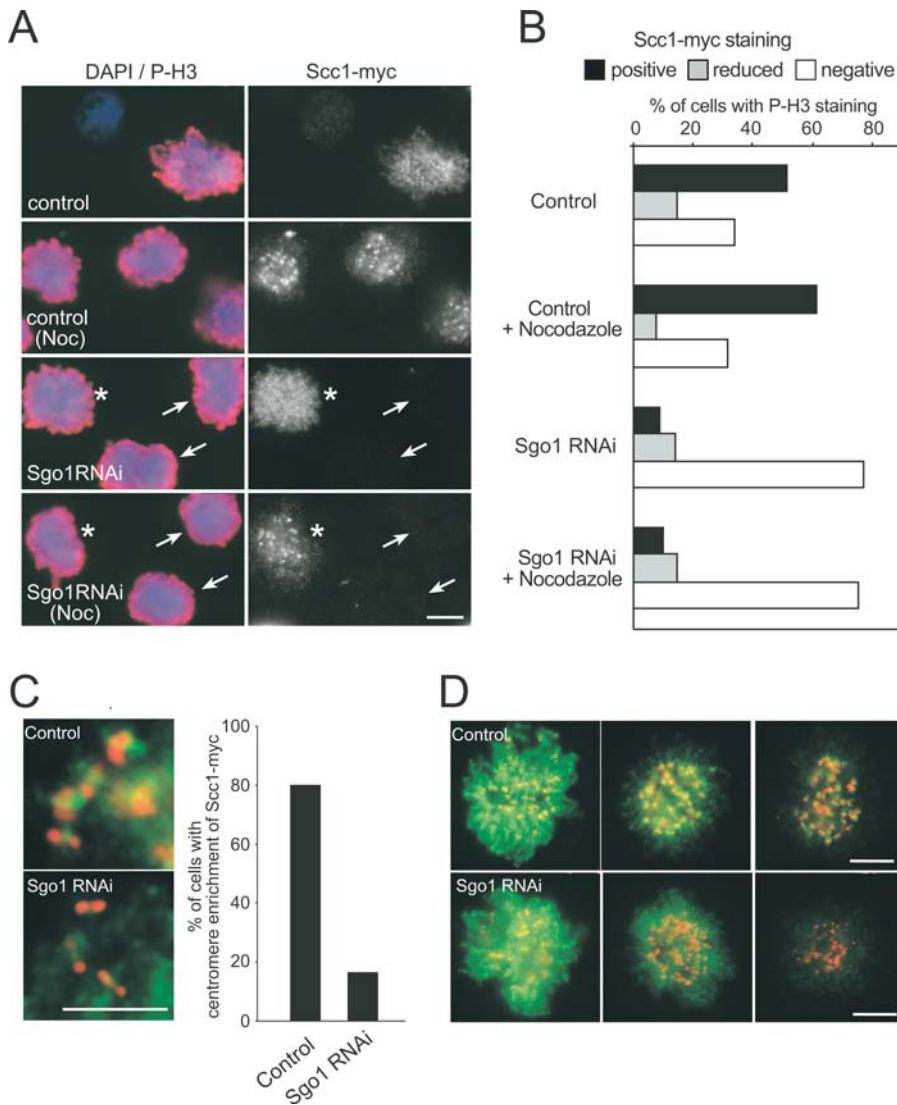 A
DAPI / P-H3
Scc1-myc
control
control
(Noc)
*
*
Sgo1RNAi
*
*
Sgo1RNAi
(Noc)
B
Scc1-myc staining
positive
reduced
negative
% of cells with P-H3 staining
0 20 40 60 80
Control
Control
+ Nocodazole
Sgo1 RNAi
Sgo1 RNAi
+ Nocodazole
C
Control
Sgo1 RNAi
% of cells with
centromere enrichment of Scc1-myc
100
80
60
40
20
0
Control
Sgo1 RNAi
D
Control
Sgo1 RNAi